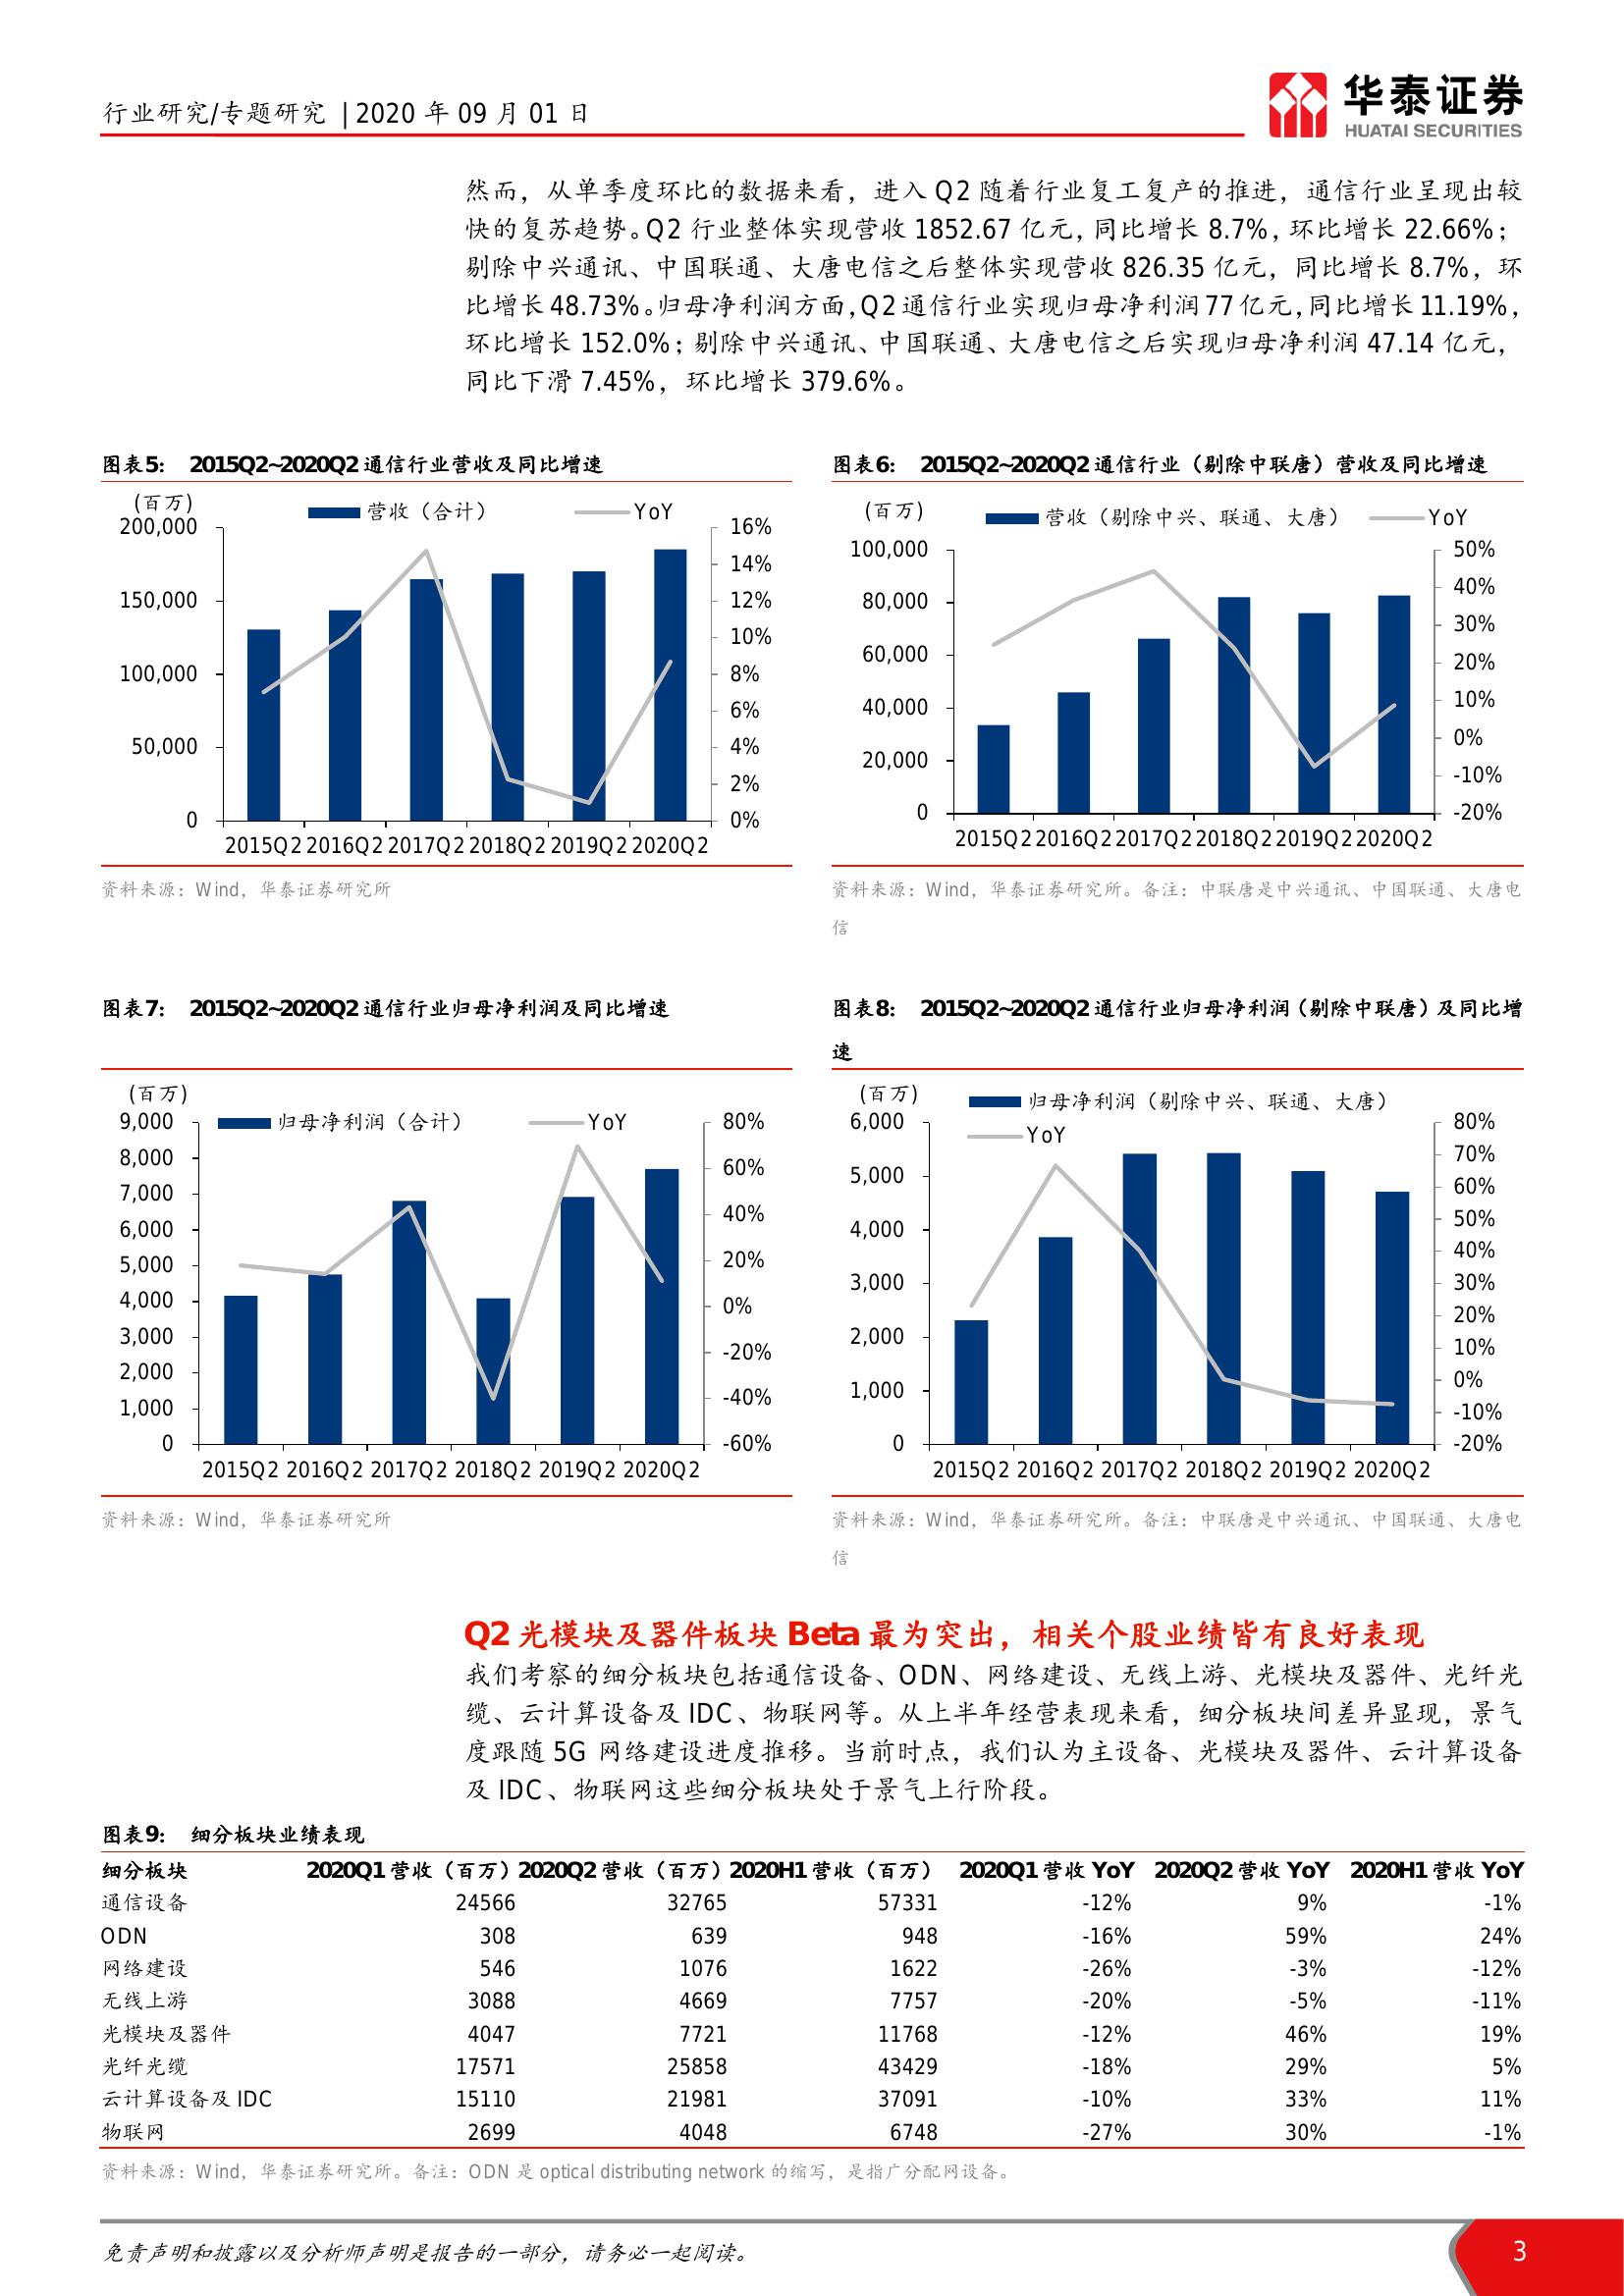 行业研究/专题研究 | 2020 年 09 月 01 日
华泰证券
HUATAI SECURITIES
然而，从单季度环比的数据来看，进入 Q2 随着行业复工复产的推进，通信行业呈现出较
快的复苏趋势。Q2 行业整体实现营收 1852.67 亿元，同比增长 8.7%，环比增长 22.66%；
剔除中兴通讯、中国联通、大唐电信之后整体实现营收 826.35 亿元，同比增长 8.7%，环
比增长 48.73%。归母净利润方面，Q2 通信行业实现归母净利润 77 亿元，同比增长 11.19%，
环比增长 152.0%；剔除中兴通讯、中国联通、大唐电信之后实现归母净利润 47.14 亿元，
同比下滑 7.45%，环比增长 379.6%。
图表5： 2015Q2~2020Q2 通信行业营收及同比增速
(百万)
营收（合计） YoY
200,000
150,000
100,000
50,000
0
16%
14%
12%
10%
8%
6%
4%
2%
0%
2015Q2 2016Q2 2017Q2 2018Q2 2019Q2 2020Q2
资料来源：Wind，华泰证券研究所
图表6： 2015Q2~2020Q2 通信行业（剔除中联唐）营收及同比增速
(百万)
营收（剔除中兴、联通、大唐） YoY
100,000
80,000
60,000
40,000
20,000
0
50%
40%
30%
20%
10%
0%
-10%
-20%
2015Q2 2016Q2 2017Q2 2018Q2 2019Q2 2020Q2
资料来源：Wind，华泰证券研究所。备注：中联唐是中兴通讯、中国联通、大唐电
信
图表7： 2015Q2~2020Q2 通信行业归母净利润及同比增速
(百万)
归母净利润（合计） YoY
9,000
8,000
7,000
6,000
5,000
4,000
3,000
2,000
1,000
0
80%
60%
40%
20%
0%
-20%
-40%
-60%
2015Q2 2016Q2 2017Q2 2018Q2 2019Q2 2020Q2
资料来源：Wind，华泰证券研究所
图表8： 2015Q2~2020Q2 通信行业归母净利润（剔除中联唐）及同比增
速
(百万)
归母净利润（剔除中兴、联通、大唐）
YoY
6,000
5,000
4,000
3,000
2,000
1,000
0
80%
70%
60%
50%
40%
30%
20%
10%
0%
-10%
-20%
2015Q2 2016Q2 2017Q2 2018Q2 2019Q2 2020Q2
资料来源：Wind，华泰证券研究所。备注：中联唐是中兴通讯、中国联通、大唐电
信
Q2 光模块及器件板块 Beta 最为突出，相关个股业绩皆有良好表现
我们考察的细分板块包括通信设备、ODN、网络建设、无线上游、光模块及器件、光纤光
缆、云计算设备及 IDC、物联网等。从上半年经营表现来看，细分板块间差异显现，景气
度跟随 5G 网络建设进度推移。当前时点，我们认为主设备、光模块及器件、云计算设备
及 IDC、物联网这些细分板块处于景气上行阶段。
图表9： 细分板块业绩表现
细分板块 2020Q1 营收（百万） 2020Q2 营收（百万） 2020H1 营收（百万） 2020Q1 营收 YoY 2020Q2 营收 YoY 2020H1 营收 YoY
通信设备 24566 32765 57331 -12% 9% -1%
ODN 308 639 948 -16% 59% 24%
网络建设 546 1076 1622 -26% -3% -12%
无线上游 3088 4669 7757 -20% -5% -11%
光模块及器件 4047 7721 11768 -12% 46% 19%
光纤光缆 17571 25858 43429 -18% 29% 5%
云计算设备及 IDC 15110 21981 37091 -10% 33% 11%
物联网 2699 4048 6748 -27% 30% -1%
资料来源：Wind，华泰证券研究所。备注：ODN 是 optical distributing network 的缩写，是指广分配网设备。
免责声明和披露以及分析师声明是报告的一部分，请务必一起阅读。
3